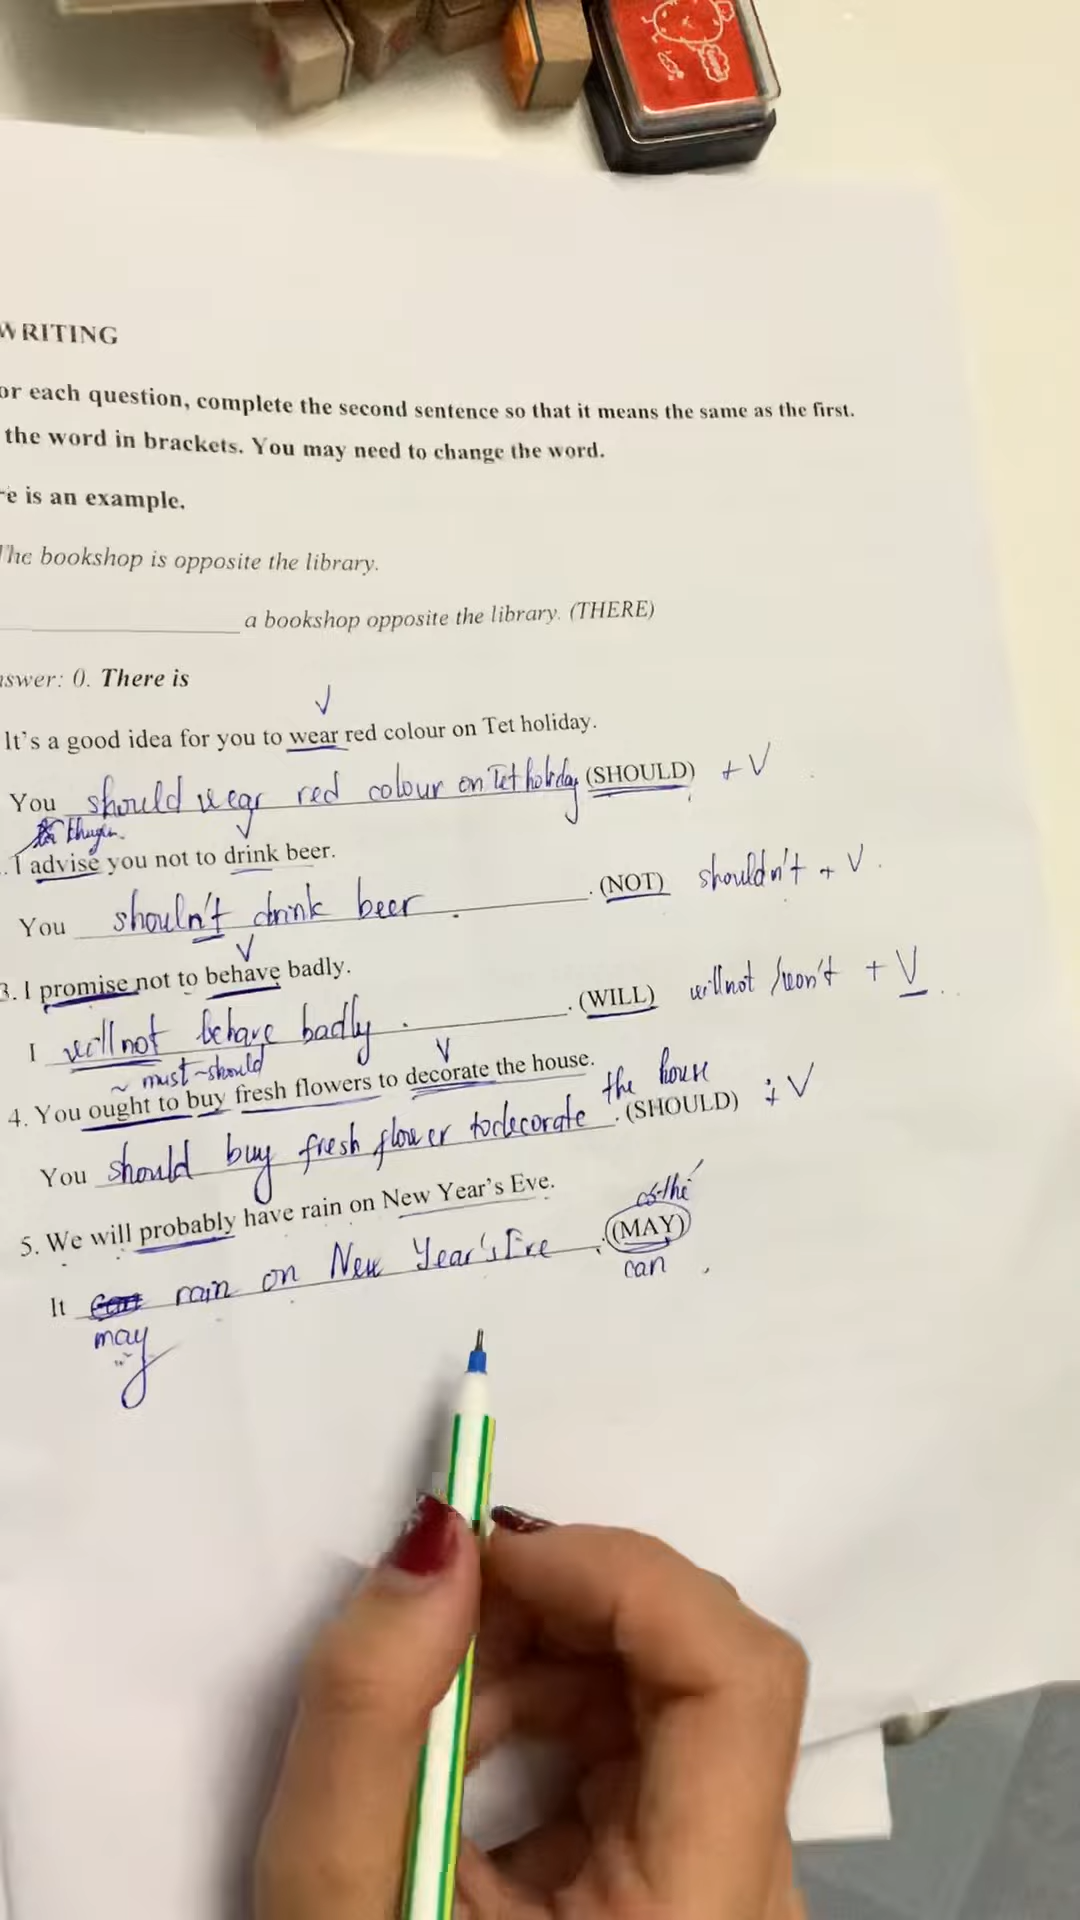 WRITING
or each question, complete the second sentence so that it means the same as the first.
the word in brackets. You may need to change the word.
re is an example.
The bookshop is opposite the library.
a bookshop opposite the library. (THERE)
nswer: 0. There is
V
It's a good idea for you to wear red colour on Tet holiday.
You should wear red colour on Tet holiday (SHOULD) + V
V
I advise you not to drink beer.
You shouln't drink beer . . (NOT) shouldn't + V.
V
3. I promise not to behave badly.
I will not behave badly . . (WILL) will not / won't + V
~ must ~ should V
4. You ought to buy fresh flowers to decorate the house.
the house
You should buy fresh flower to decorate . (SHOULD) + V
5. We will probably have rain on New Year's Eve.
có thể
It rain on New Year's Eve . (MAY)
can
may